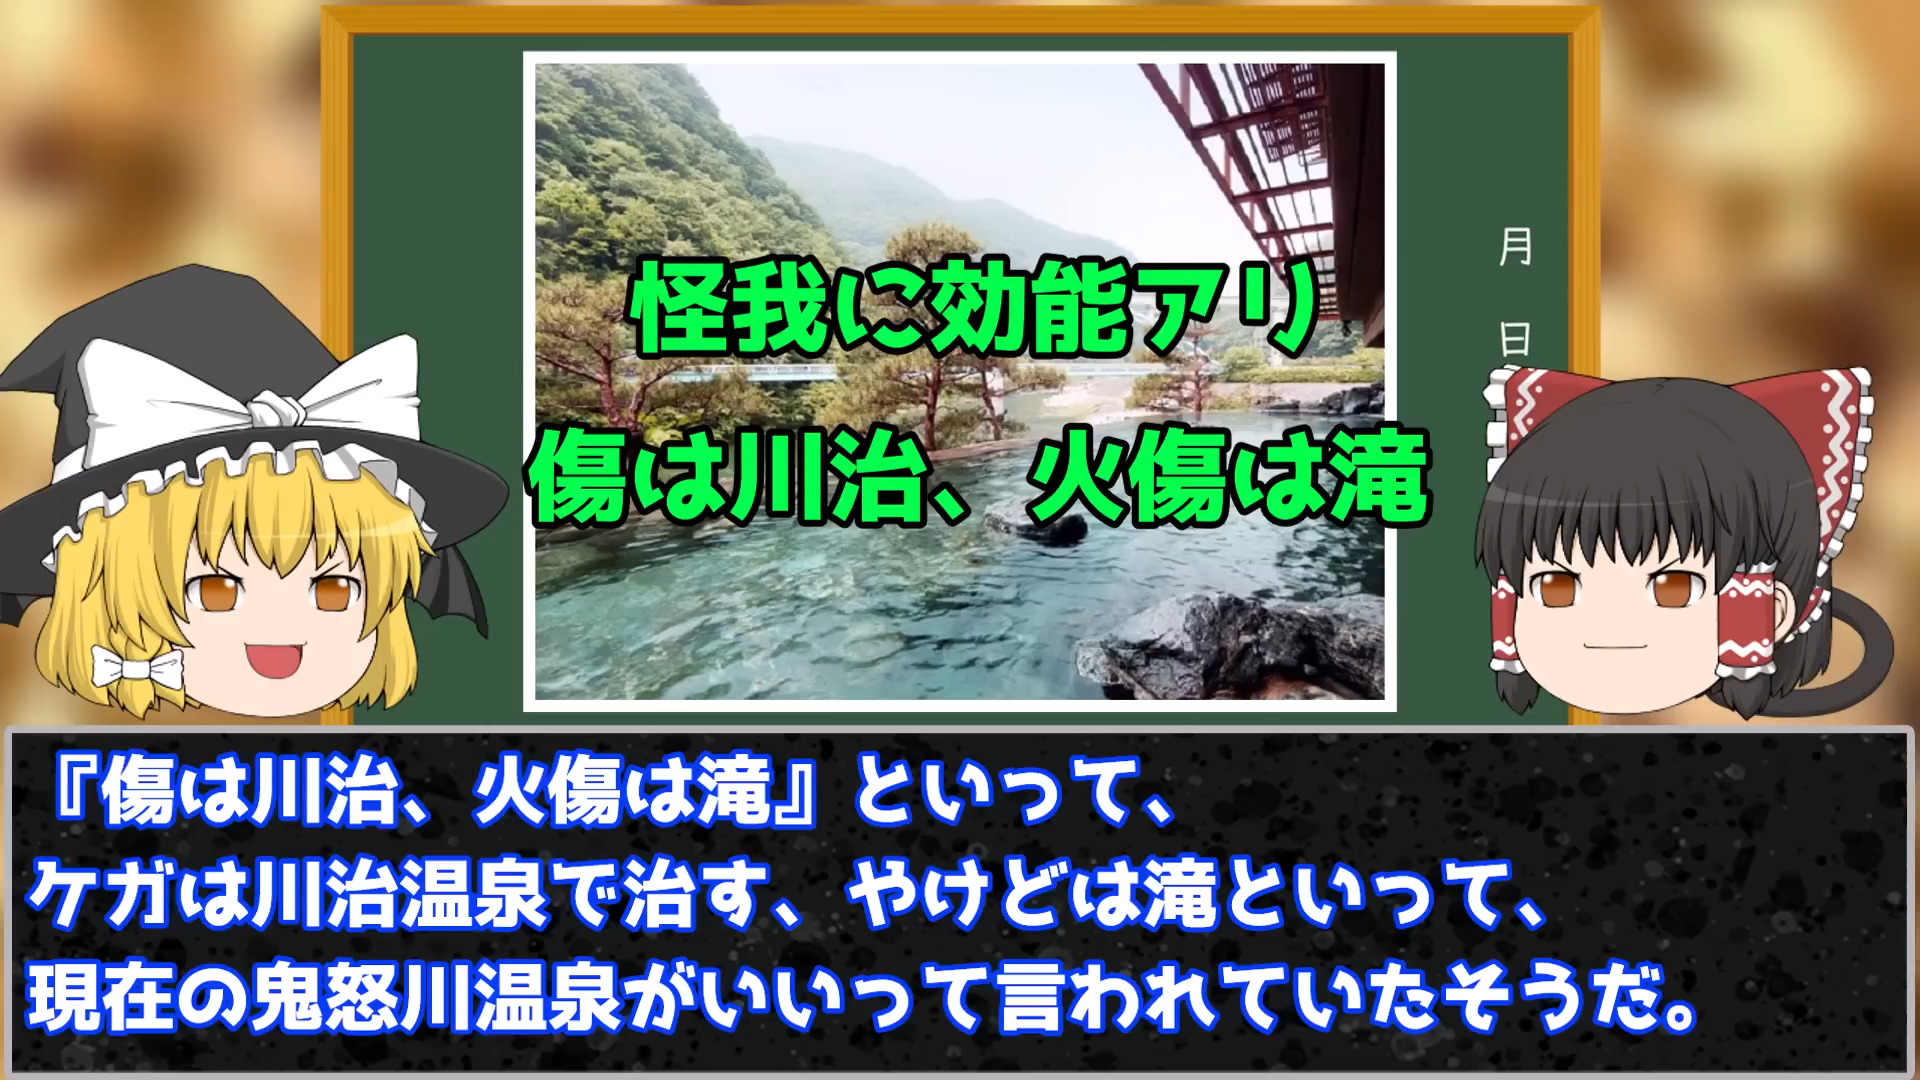 月
日
怪我に効能アリ
傷は川治、火傷は滝
『傷は川治、火傷は滝』といって、
ケガは川治温泉で治す、やけどは滝といって、
現在の鬼怒川温泉がいいって言われていたそうだ。